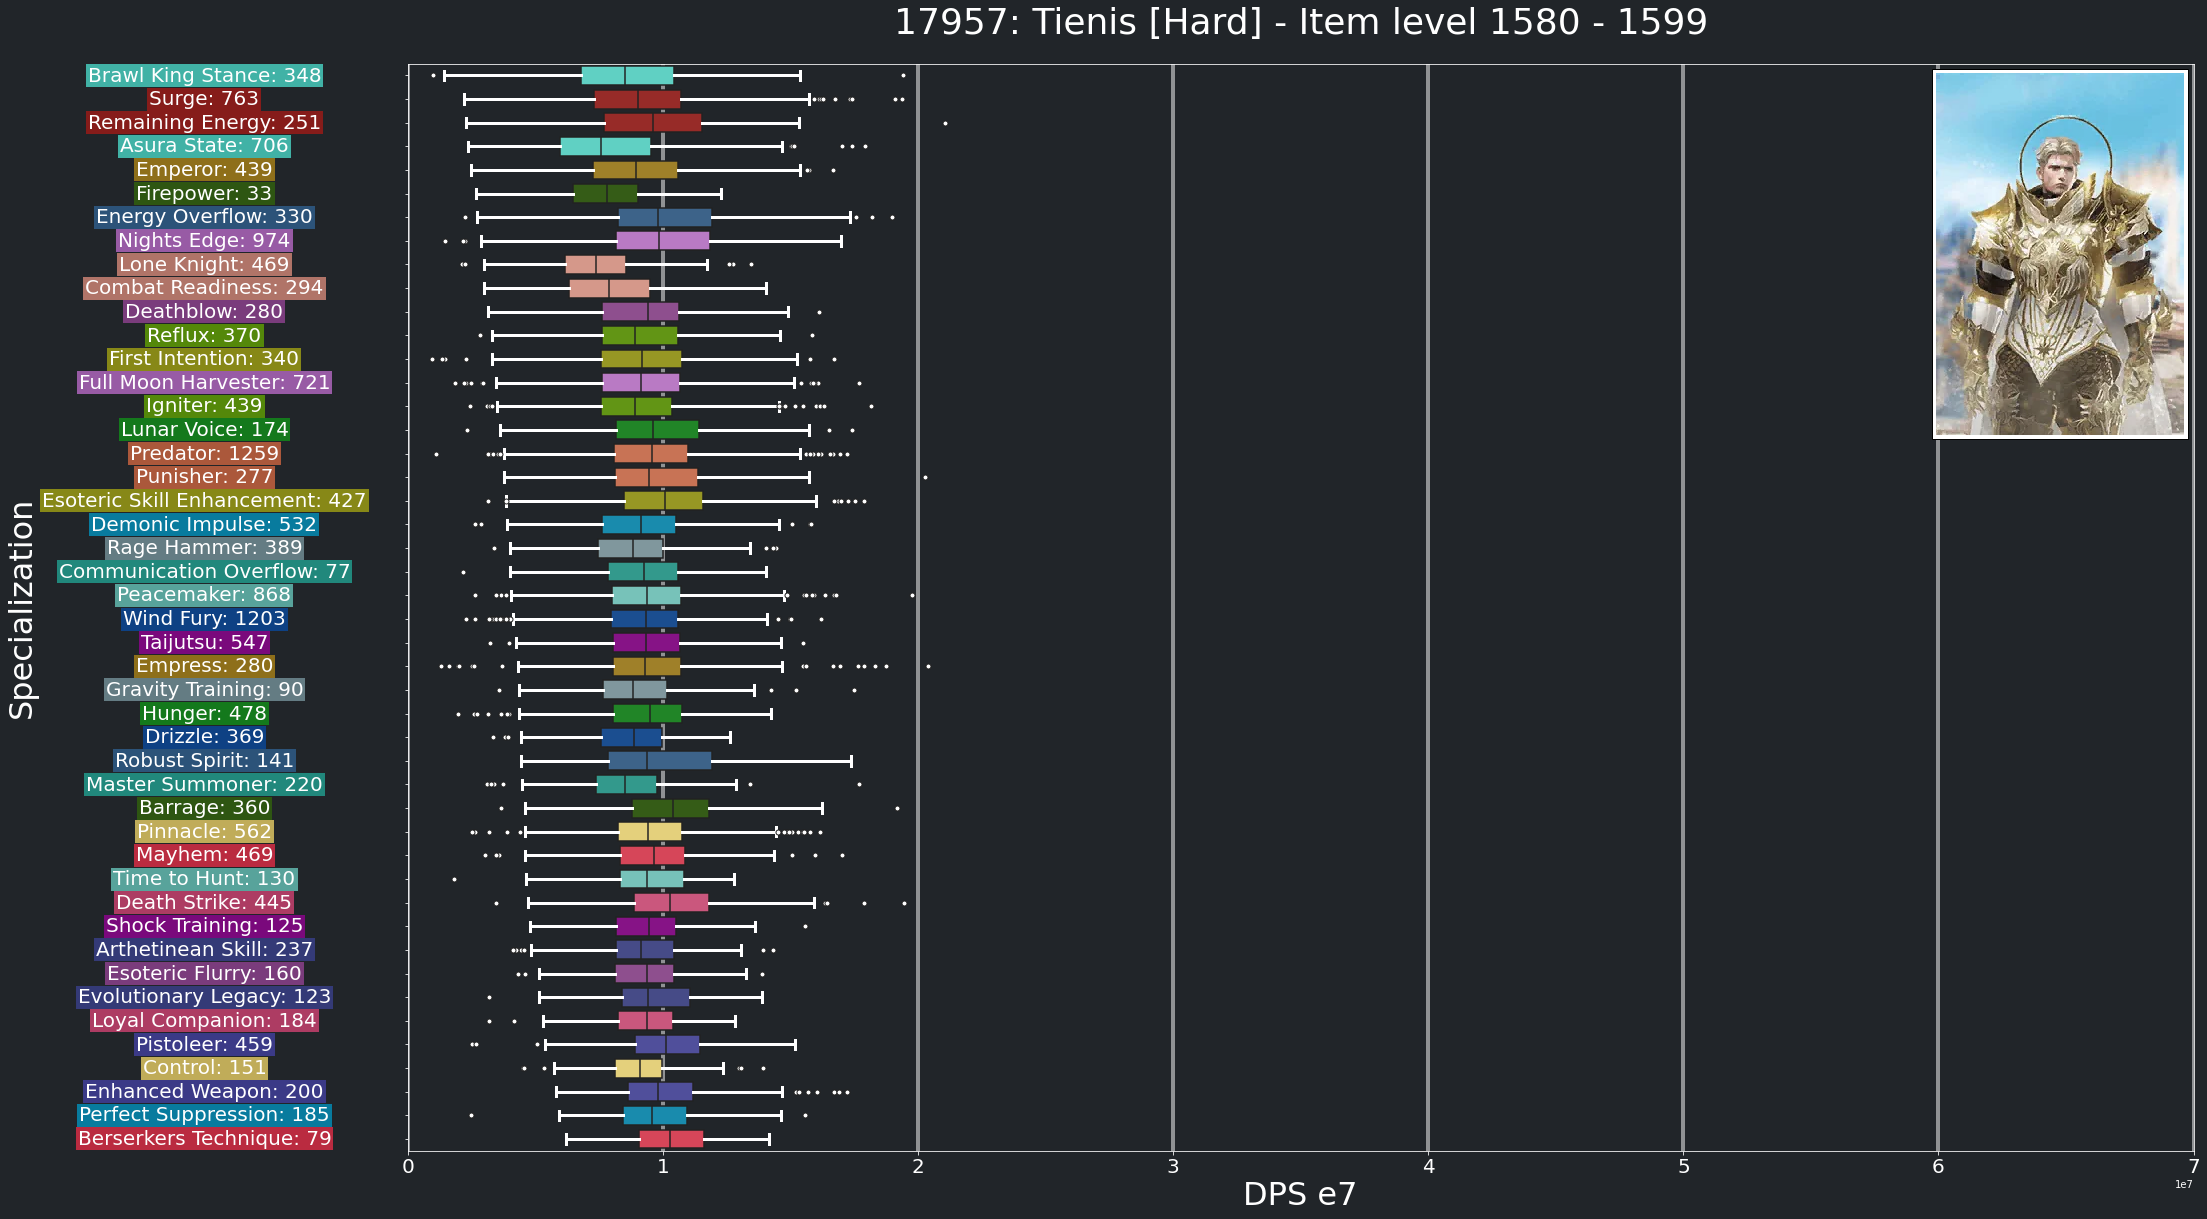 17957: Tienis [Hard] - Item level 1580 - 1599
Brawl King Stance: 348
Surge: 763
Remaining Energy: 251
Asura State: 706
Emperor: 439
Firepower: 33
Energy Overflow: 330
Nights Edge: 974
Lone Knight: 469
Combat Readiness: 294
Deathblow: 280
Reflux: 370
First Intention: 340
Full Moon Harvester: 721
Igniter: 439
Lunar Voice: 174
Predator: 1259
Punisher: 277
Esoteric Skill Enhancement: 427
Demonic Impulse: 532
Rage Hammer: 389
Communication Overflow: 77
Peacemaker: 868
Wind Fury: 1203
Taijutsu: 547
Empress: 280
Gravity Training: 90
Hunger: 478
Drizzle: 369
Robust Spirit: 141
Master Summoner: 220
Barrage: 360
Pinnacle: 562
Mayhem: 469
Time to Hunt: 130
Death Strike: 445
Shock Training: 125
Arthetinean Skill: 237
Esoteric Flurry: 160
Evolutionary Legacy: 123
Loyal Companion: 184
Pistoleer: 459
Control: 151
Enhanced Weapon: 200
Perfect Suppression: 185
Berserkers Technique: 79
Specialization
0 1 2 3 4 5 6 7
1e7
DPS e7